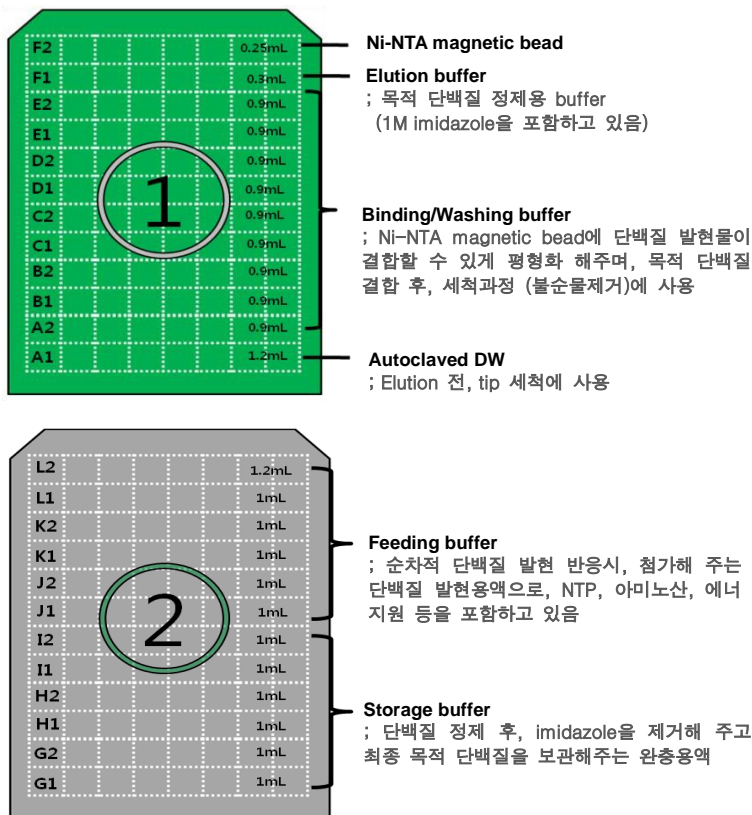 F2 0.25mL Ni-NTA magnetic bead
F1 0.3mL Elution buffer
; 목적 단백질 정제용 buffer
(1M imidazole을 포함하고 있음)
E2 0.9mL
E1 0.9mL
D2 0.9mL
D1 0.9mL
C2 0.9mL
C1 0.9mL
B2 0.9mL
B1 0.9mL
A2 0.9mL
1
Binding/Washing buffer
; Ni-NTA magnetic bead에 단백질 발현물이
결합할 수 있게 평형화 해주며, 목적 단백질
결합 후, 세척과정 (불순물제거)에 사용
A1 1.2mL Autoclaved DW
; Elution 전, tip 세척에 사용
L2 1.2mL
L1 1mL
K2 1mL
K1 1mL
J2 1mL
J1 1mL
Feeding buffer
; 순차적 단백질 발현 반응시, 첨가해 주는
단백질 발현용액으로, NTP, 아미노산, 에너
지원 등을 포함하고 있음
2
I2 1mL
I1 1mL
H2 1mL
H1 1mL
G2 1mL
G1 1mL
Storage buffer
; 단백질 정제 후, imidazole을 제거해 주고
최종 목적 단백질을 보관해주는 완충용액